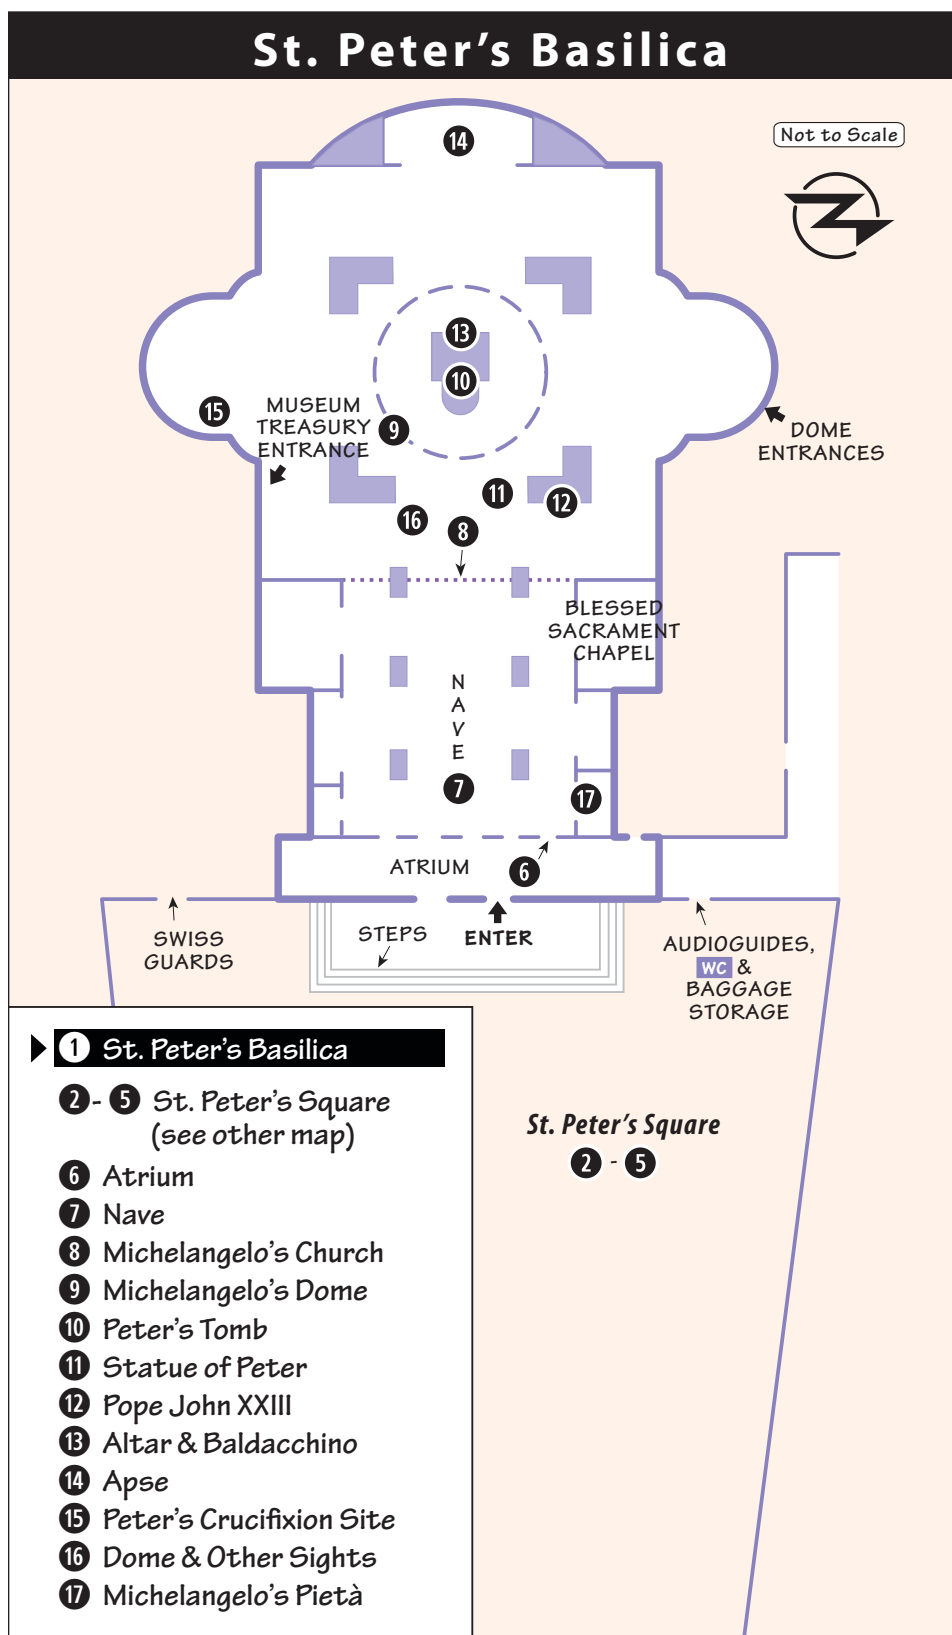 St. Peter's Basilica
Not to Scale
14
13
10
15
MUSEUM
TREASURY
ENTRANCE
9
DOME
ENTRANCES
11
12
16
8
BLESSED
SACRAMENT
CHAPEL
NAVE
7
17
ATRIUM
6
SWISS
GUARDS
STEPS
ENTER
AUDIOGUIDES,
WC &
BAGGAGE
STORAGE
1 St. Peter's Basilica
2 - 5 St. Peter's Square
(see other map)
6 Atrium
7 Nave
8 Michelangelo's Church
9 Michelangelo's Dome
10 Peter's Tomb
11 Statue of Peter
12 Pope John XXIII
13 Altar & Baldacchino
14 Apse
15 Peter's Crucifixion Site
16 Dome & Other Sights
17 Michelangelo's Pietà
St. Peter's Square
2 - 5